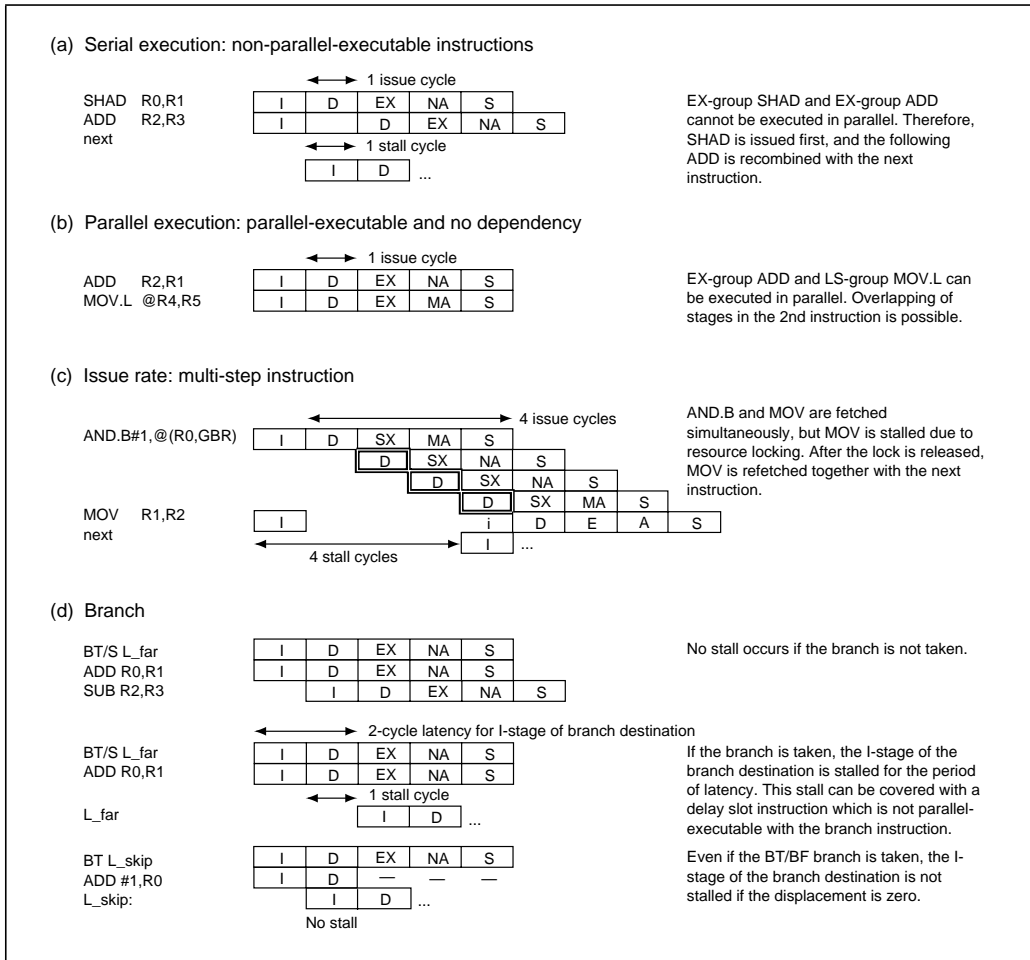 (a) Serial execution: non-parallel-executable instructions
1 issue cycle
SHAD R0,R1 I D EX NA S
ADD R2,R3 I D EX NA S
next
1 stall cycle
I D ...
EX-group SHAD and EX-group ADD
cannot be executed in parallel. Therefore,
SHAD is issued first, and the following
ADD is recombined with the next
instruction.
(b) Parallel execution: parallel-executable and no dependency
1 issue cycle
ADD R2,R1 I D EX NA S
MOV.L @R4,R5 I D EX MA S
EX-group ADD and LS-group MOV.L can
be executed in parallel. Overlapping of
stages in the 2nd instruction is possible.
(c) Issue rate: multi-step instruction
4 issue cycles
AND.B#1,@(R0,GBR) I D SX MA S
D SX NA S
D SX NA S
D SX MA S
MOV R1,R2 I i D E A S
next I ...
4 stall cycles
AND.B and MOV are fetched
simultaneously, but MOV is stalled due to
resource locking. After the lock is released,
MOV is refetched together with the next
instruction.
(d) Branch
BT/S L_far I D EX NA S
ADD R0,R1 I D EX NA S
SUB R2,R3 I D EX NA S
No stall occurs if the branch is not taken.
2-cycle latency for I-stage of branch destination
BT/S L_far I D EX NA S
ADD R0,R1 I D EX NA S
1 stall cycle
L_far I D ...
If the branch is taken, the I-stage of the
branch destination is stalled for the period
of latency. This stall can be covered with a
delay slot instruction which is not parallel-
executable with the branch instruction.
BT L_skip I D EX NA S
ADD #1,R0 I D — — —
L_skip: I D ...
No stall
Even if the BT/BF branch is taken, the I-
stage of the branch destination is not
stalled if the displacement is zero.